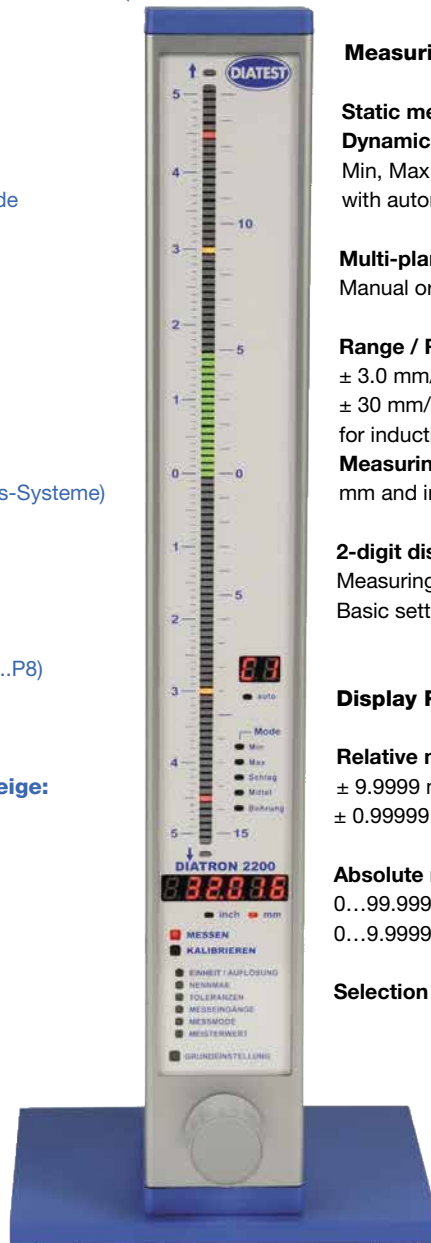 de
s-Systeme)
..P8)
eige:
DIATEST
5
4
10
3
2
5
1
0 0
1
5
2
3
4
5 15
C1
auto
Mode
Min
Max
Schlag
Mittel
Bohrung
DIATRON 2200
32.016
inch mm
MESSEN
KALIBRIEREN
EINHEIT / AUFLÖSUNG
NENNMAß
TOLERANZEN
MESSEINGÄNGE
MESSMODE
MEISTERWERT
GRUNDEINSTELLUNG
Measuri
Static me
Dynamic
Min, Max
with autor
Multi-plan
Manual or
Range / R
± 3.0 mm/
± 30 mm/
for inducti
Measurin
mm and in
2-digit dis
Measuring
Basic sett
Display R
Relative m
± 9.9999 m
± 0.99999
Absolute r
0…99.999
0…9.9999
Selection